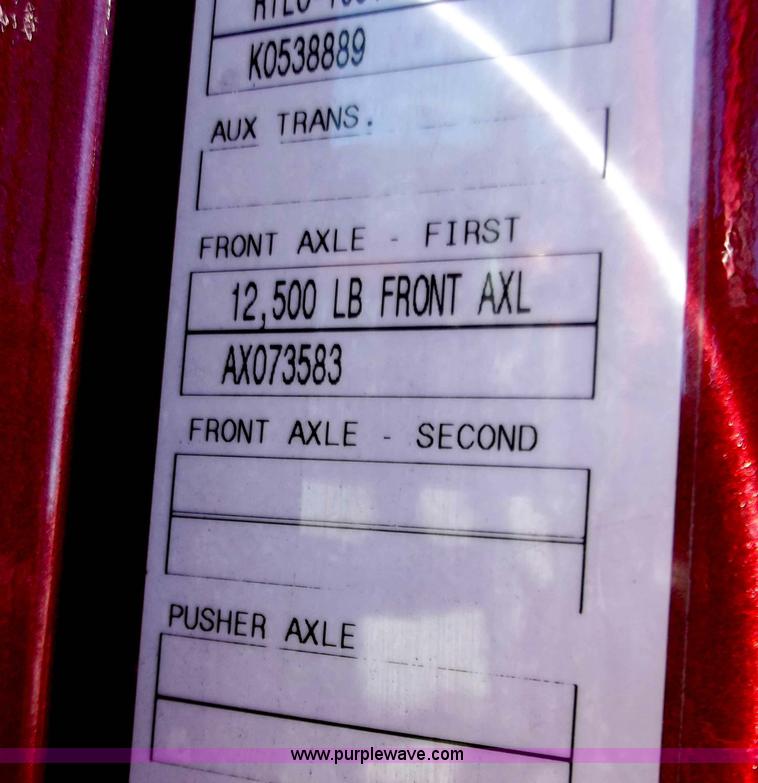 K0538889
AUX TRANS.
FRONT AXLE - FIRST
12,500 LB FRONT AXL
AX073583
FRONT AXLE - SECOND
PUSHER AXLE
www.purplewave.com